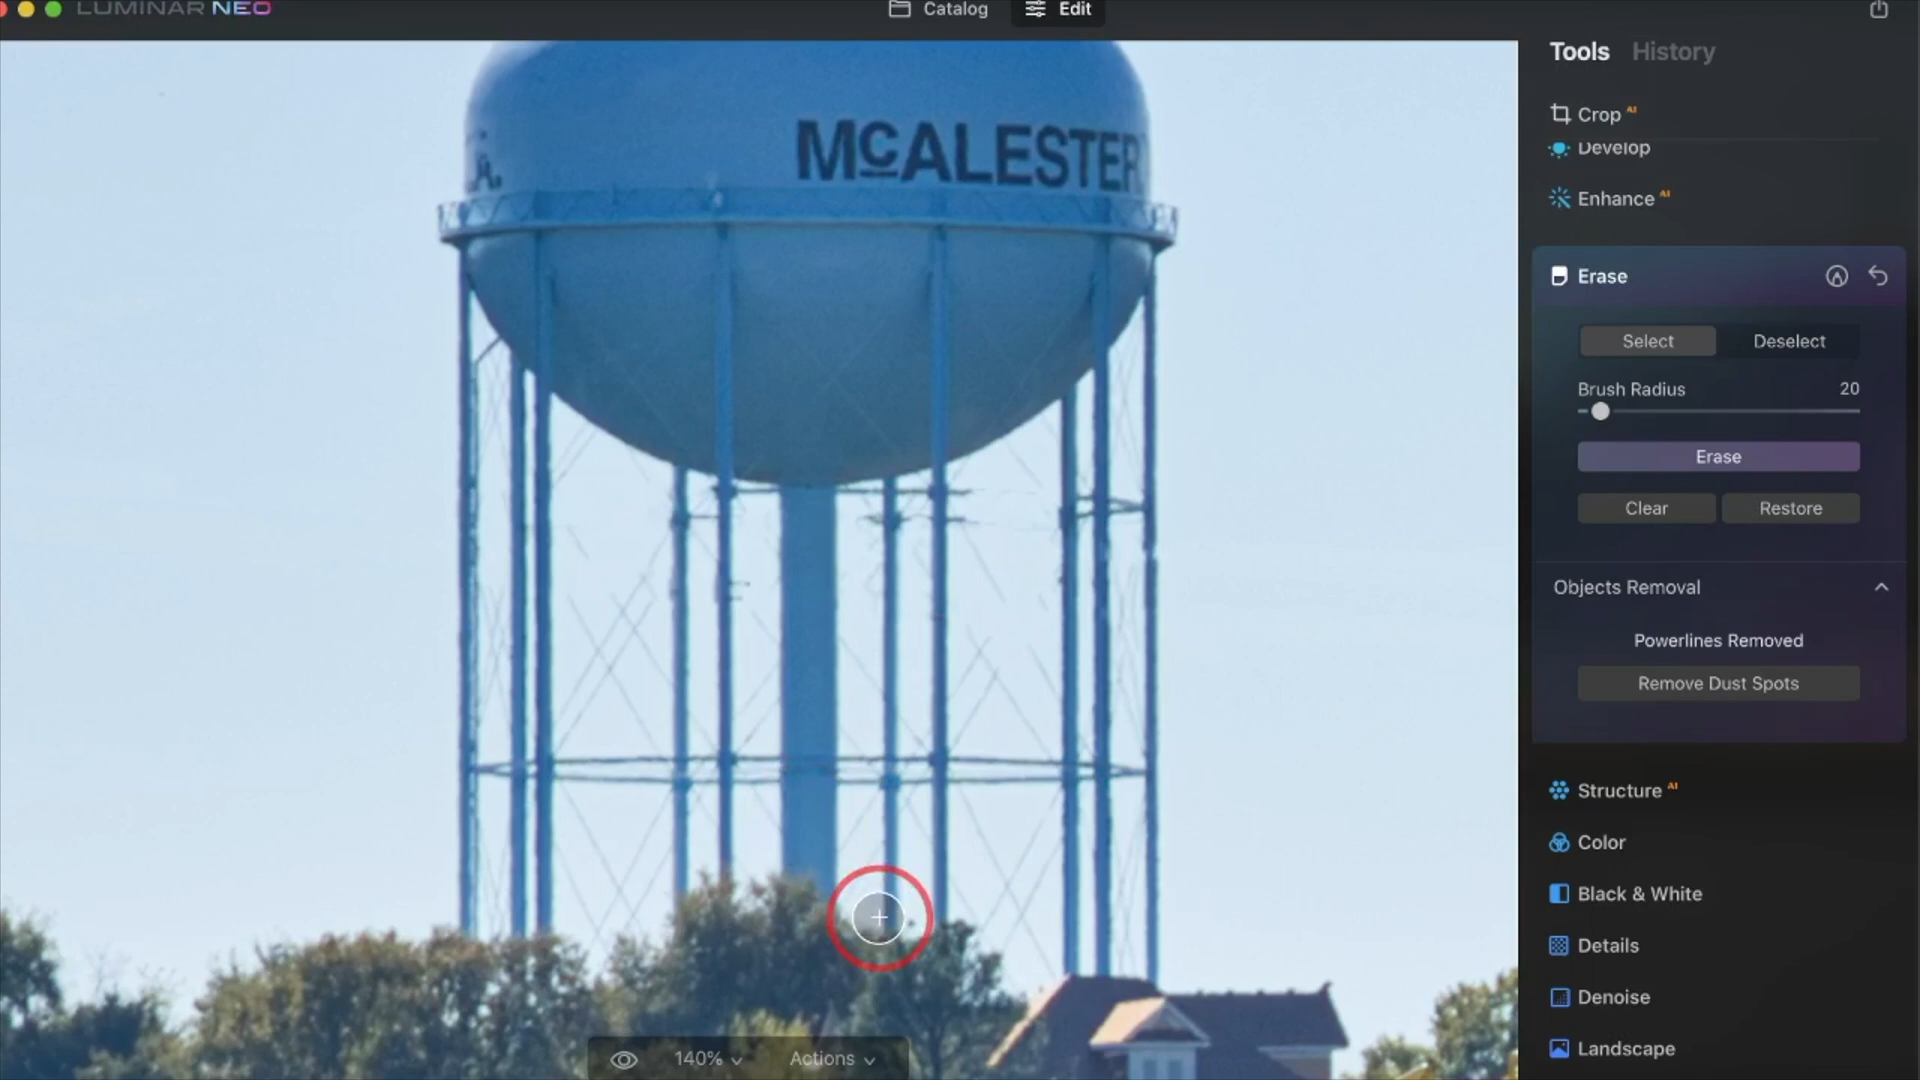 LUMINAR NEO
Catalog
Edit
Tools
History
Crop AI
Develop
Enhance AI
Erase
Select
Deselect
Brush Radius
20
Erase
Clear
Restore
Objects Removal
Powerlines Removed
Remove Dust Spots
Structure AI
Color
Black & White
Details
Denoise
Landscape
McALESTER
A.
140%
Actions